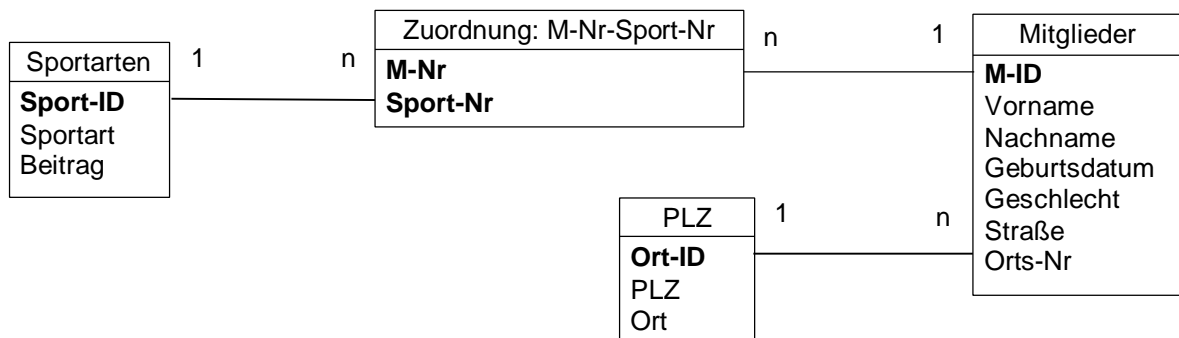 Sportarten
Sport-ID
Sportart
Beitrag
1
n
Zuordnung: M-Nr-Sport-Nr
M-Nr
Sport-Nr
n
1
Mitglieder
M-ID
Vorname
Nachname
Geburtsdatum
Geschlecht
Straße
Orts-Nr
PLZ
Ort-ID
PLZ
Ort
1
n